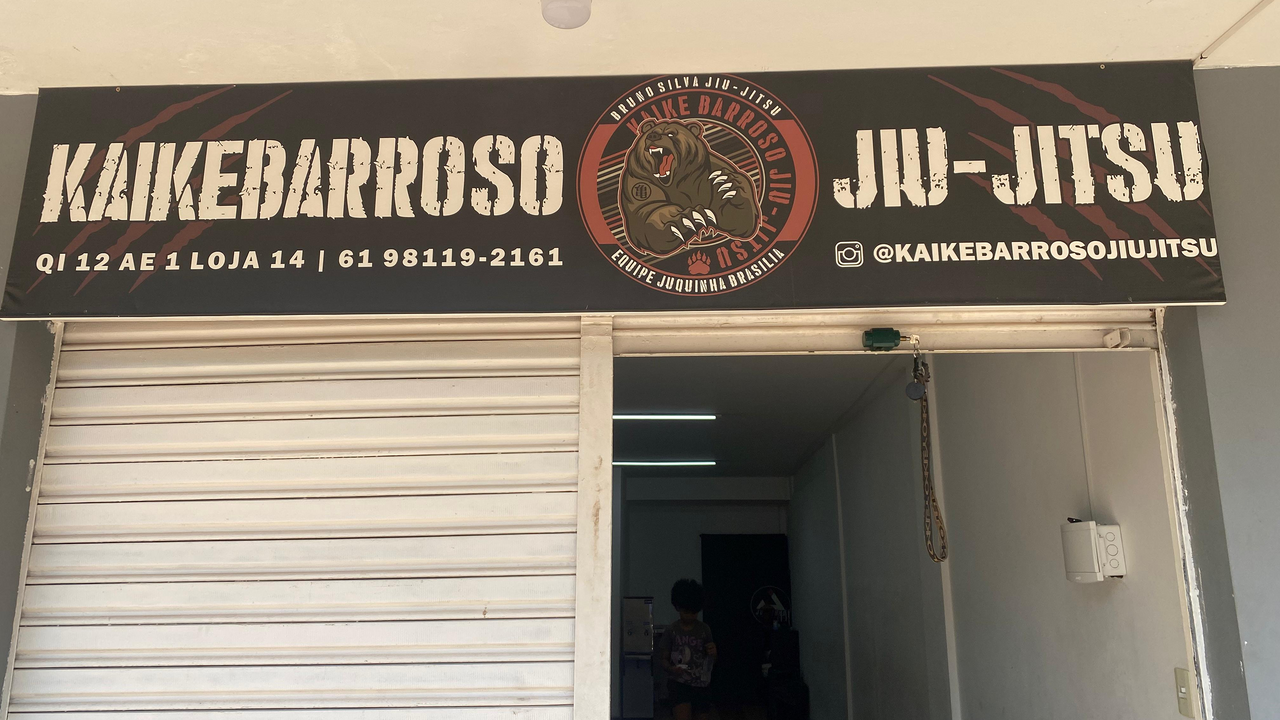 KAIKEBARROSO
QI 12 AE 1 LOJA 14 | 61 98119-2161
BRUNO SILVA JIU-JITSU
KAIKE BARROSO JIU-JITSU
EQUIPE JUQUINHA BRASILIA
JIU-JITSU
@KAIKEBARROSOJIUJITSU